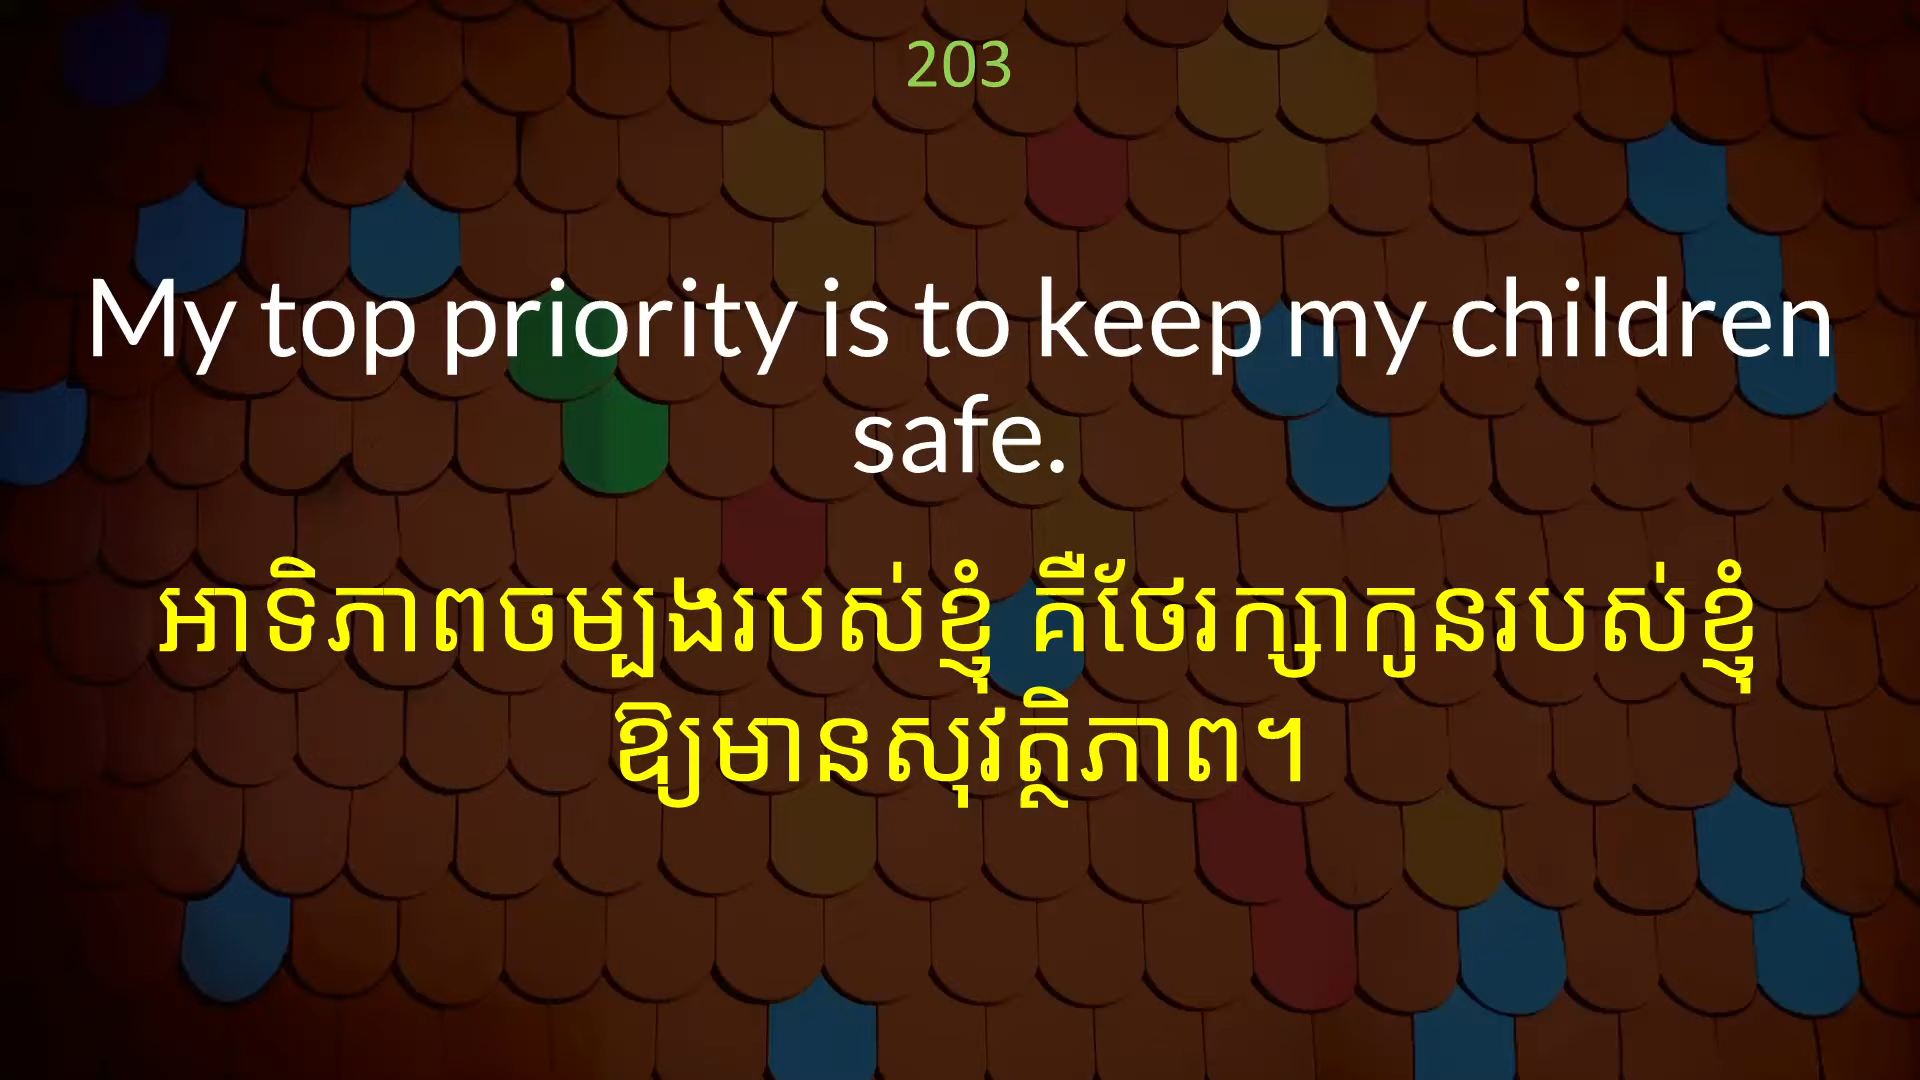 203
My top priority is to keep my children
safe.
អាទិភាពចម្បងរបស់ខ្ញុំ គឺថែរក្សាកូនរបស់ខ្ញុំ
ឱ្យមានសុវត្ថិភាព។